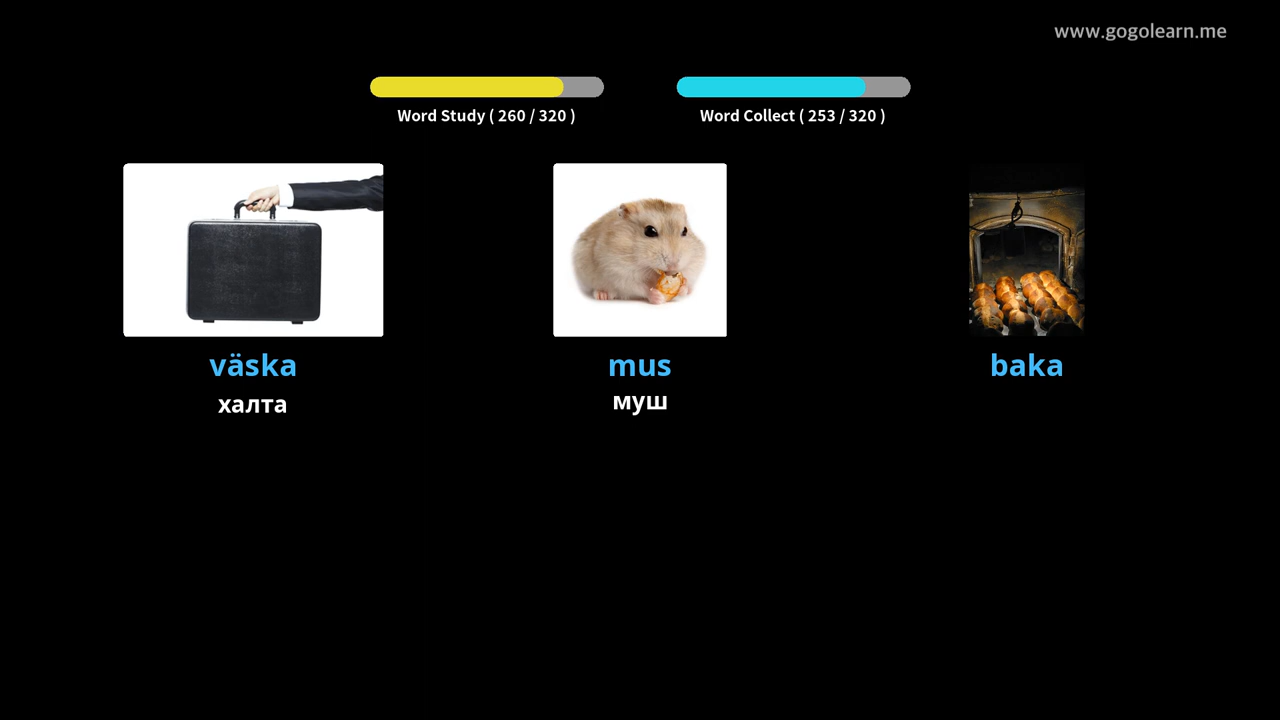 www.gogolearn.me
Word Study ( 260 / 320 )
Word Collect ( 253 / 320 )
väska
mus
baka
халта
муш